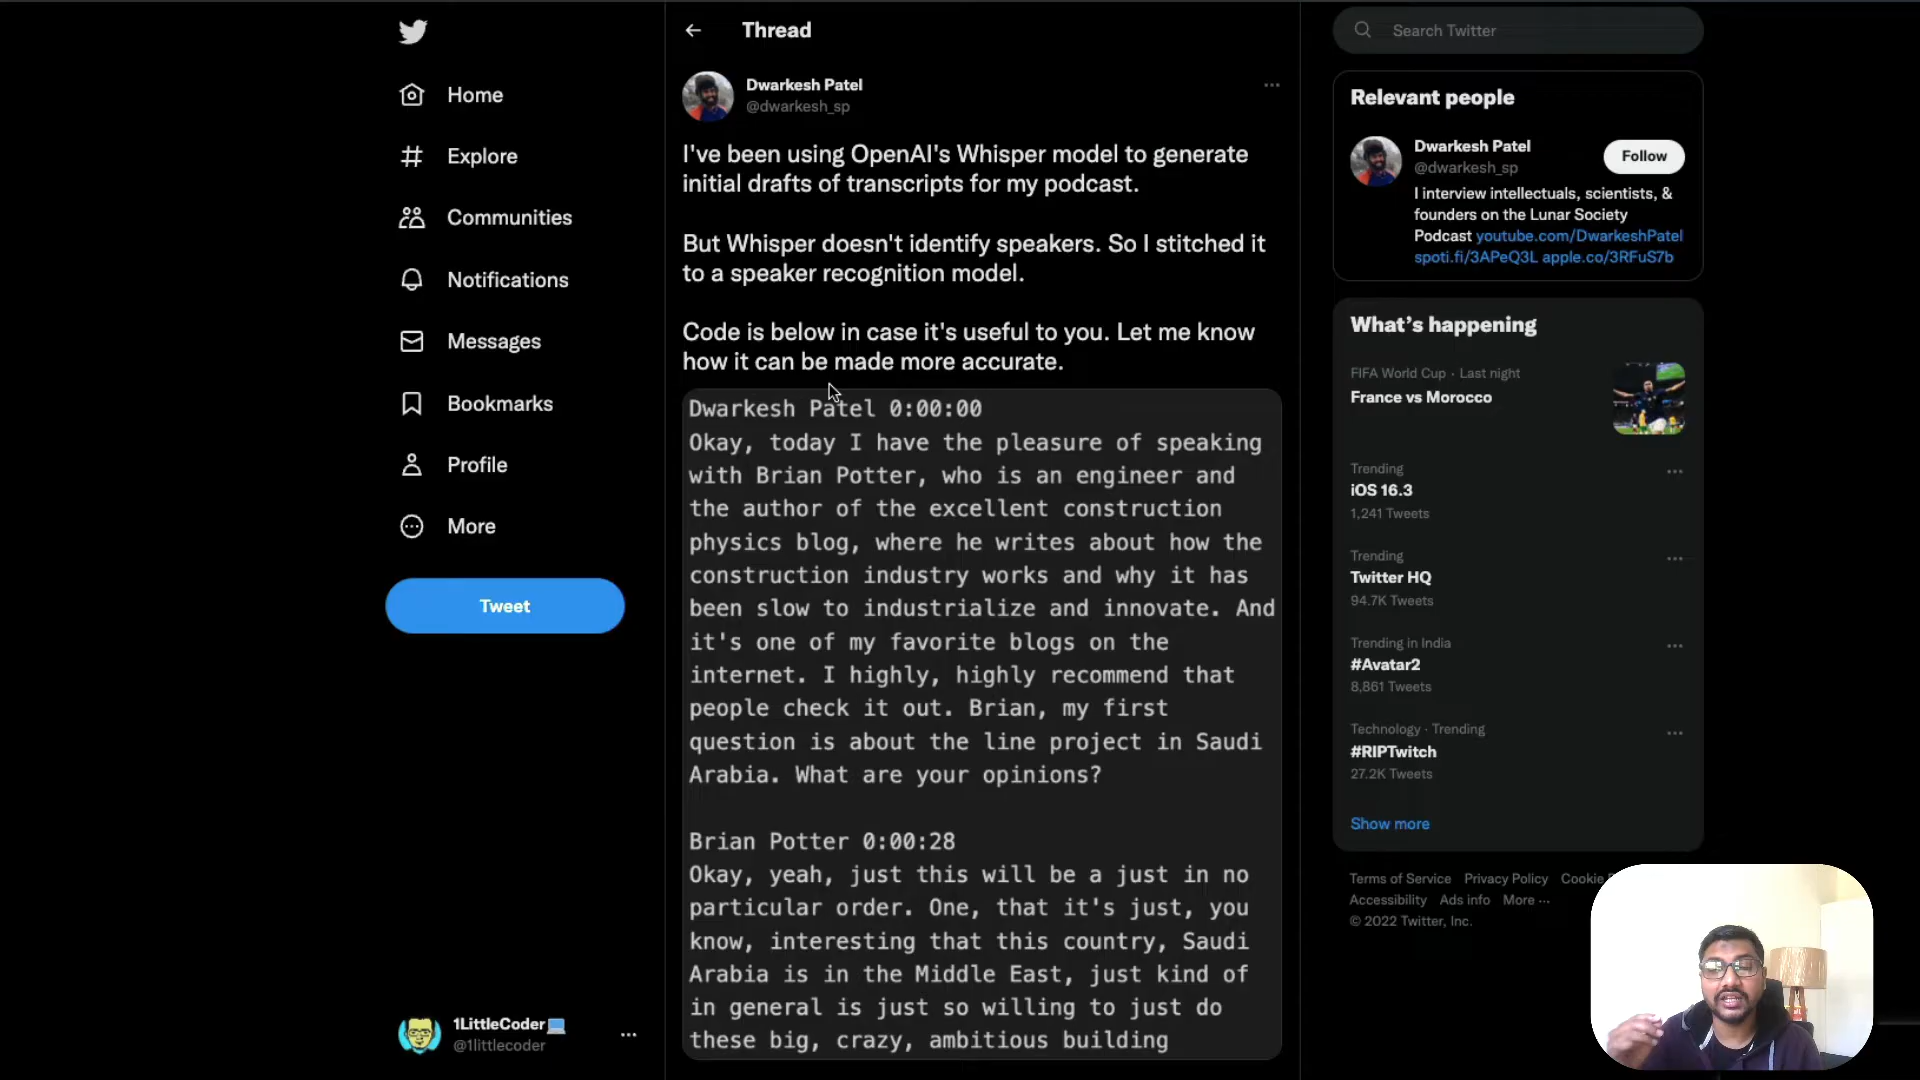 Home
Explore
Communities
Notifications
Messages
Bookmarks
Profile
More
Tweet
1LittleCoder
@1littlecoder
Thread
Dwarkesh Patel
@dwarkesh_sp
I've been using OpenAI's Whisper model to generate
initial drafts of transcripts for my podcast.
But Whisper doesn't identify speakers. So I stitched it
to a speaker recognition model.
Code is below in case it's useful to you. Let me know
how it can be made more accurate.
Dwarkesh Patel 0:00:00
Okay, today I have the pleasure of speaking
with Brian Potter, who is an engineer and
the author of the excellent construction
physics blog, where he writes about how the
construction industry works and why it has
been slow to industrialize and innovate. And
it's one of my favorite blogs on the
internet. I highly, highly recommend that
people check it out. Brian, my first
question is about the line project in Saudi
Arabia. What are your opinions?
Brian Potter 0:00:28
Okay, yeah, just this will be a just in no
particular order. One, that it's just, you
know, interesting that this country, Saudi
Arabia is in the Middle East, just kind of
in general is just so willing to just do
these big, crazy, ambitious building
Search Twitter
Relevant people
Dwarkesh Patel
@dwarkesh_sp
Follow
I interview intellectuals, scientists, &
founders on the Lunar Society
Podcast youtube.com/DwarkeshPatel
spoti.fi/3APeQ3L apple.co/3RFuS7b
What's happening
FIFA World Cup · Last night
France vs Morocco
Trending
iOS 16.3
1,241 Tweets
Trending
Twitter HQ
94.7K Tweets
Trending in India
#Avatar2
8,861 Tweets
Technology · Trending
#RIPTwitch
27.2K Tweets
Show more
Terms of Service Privacy Policy Cookie
Accessibility Ads info More ···
© 2022 Twitter, Inc.